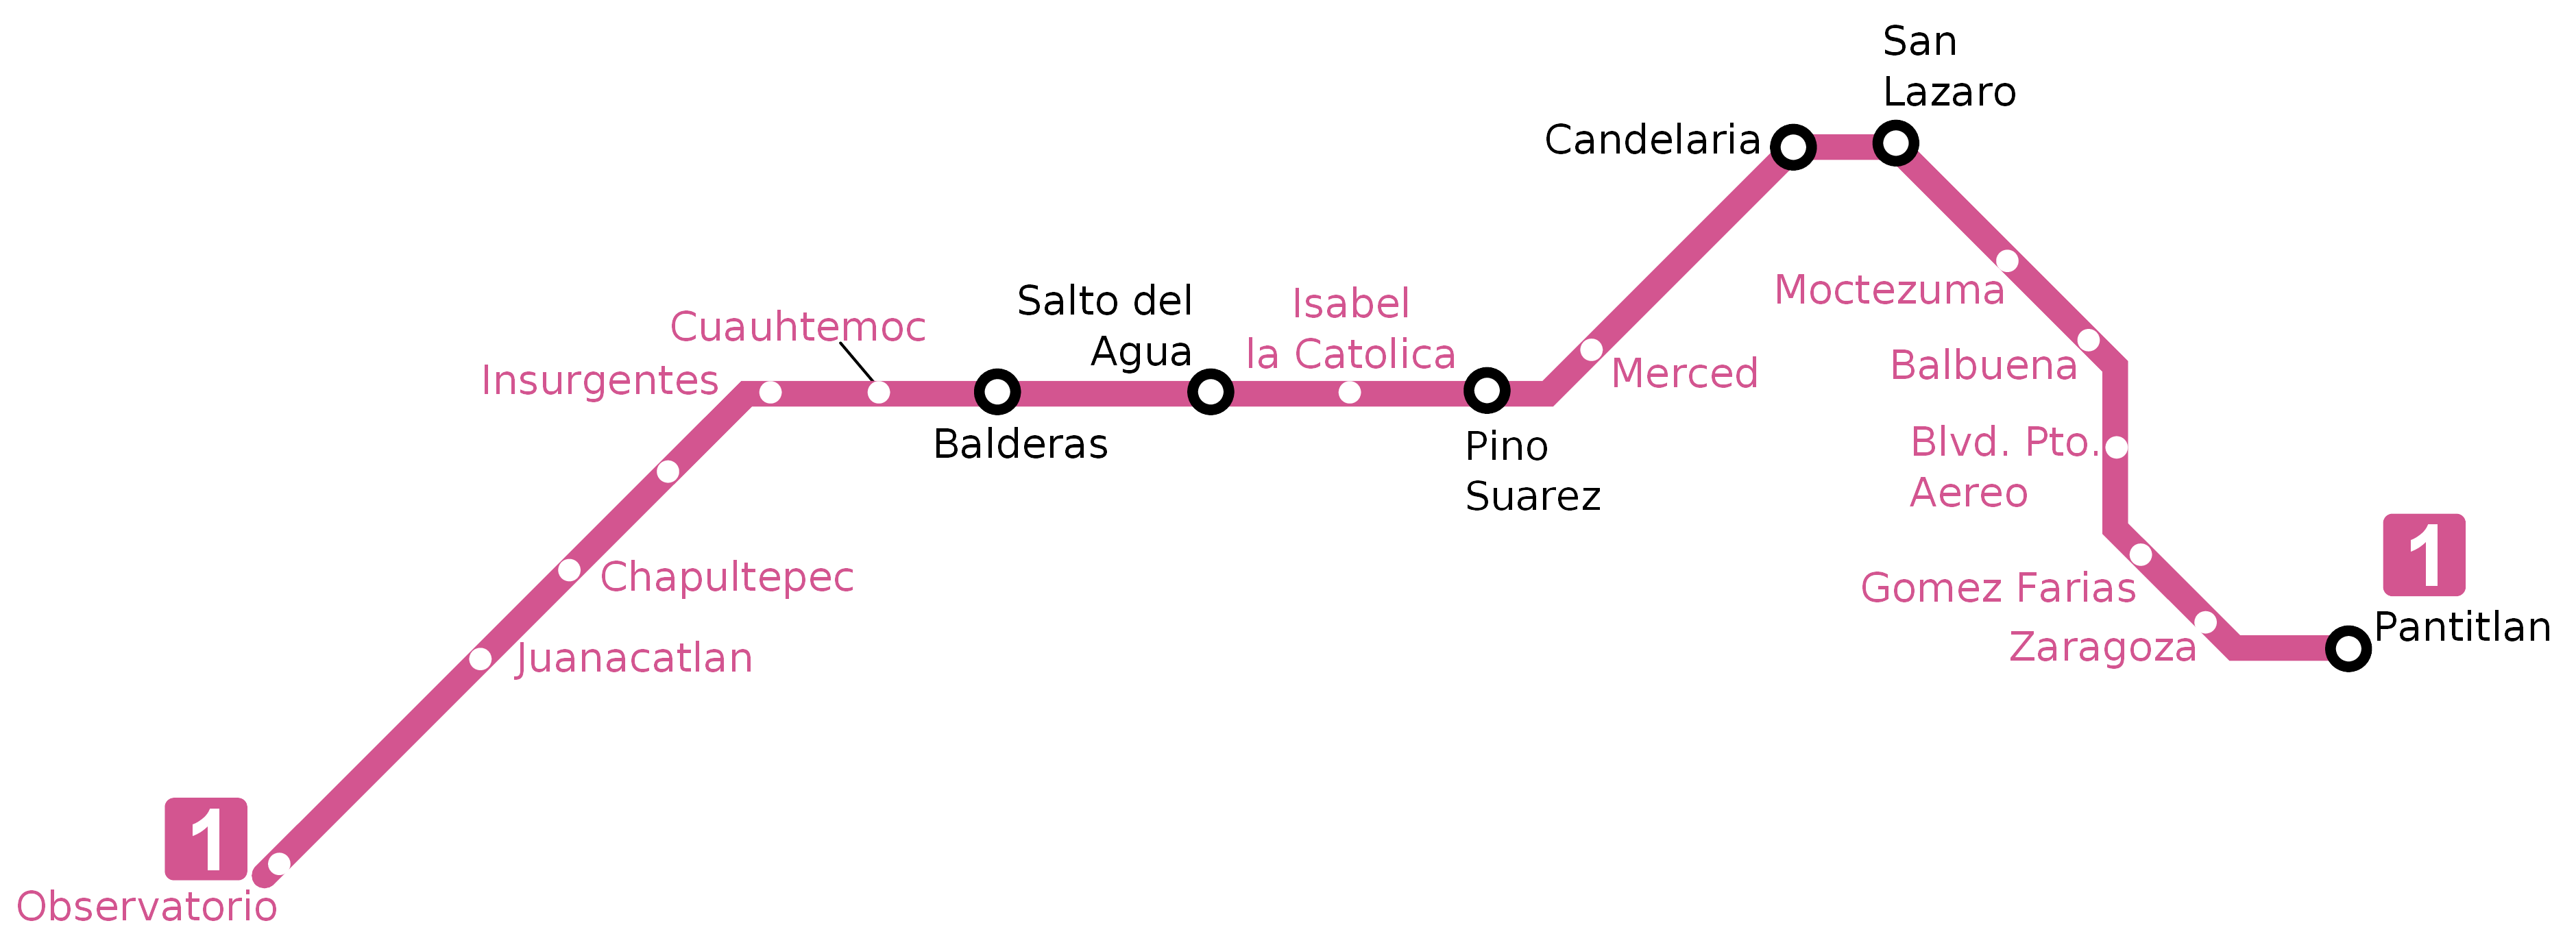 San
Lazaro
Candelaria
Moctezuma
Salto del
Agua
Isabel
la Catolica
Cuauhtemoc
Insurgentes
Merced
Balbuena
Balderas
Pino
Suarez
Blvd. Pto.
Aereo
1
Chapultepec
Gomez Farias
Pantitlan
Juanacatlan
Zaragoza
1
Observatorio